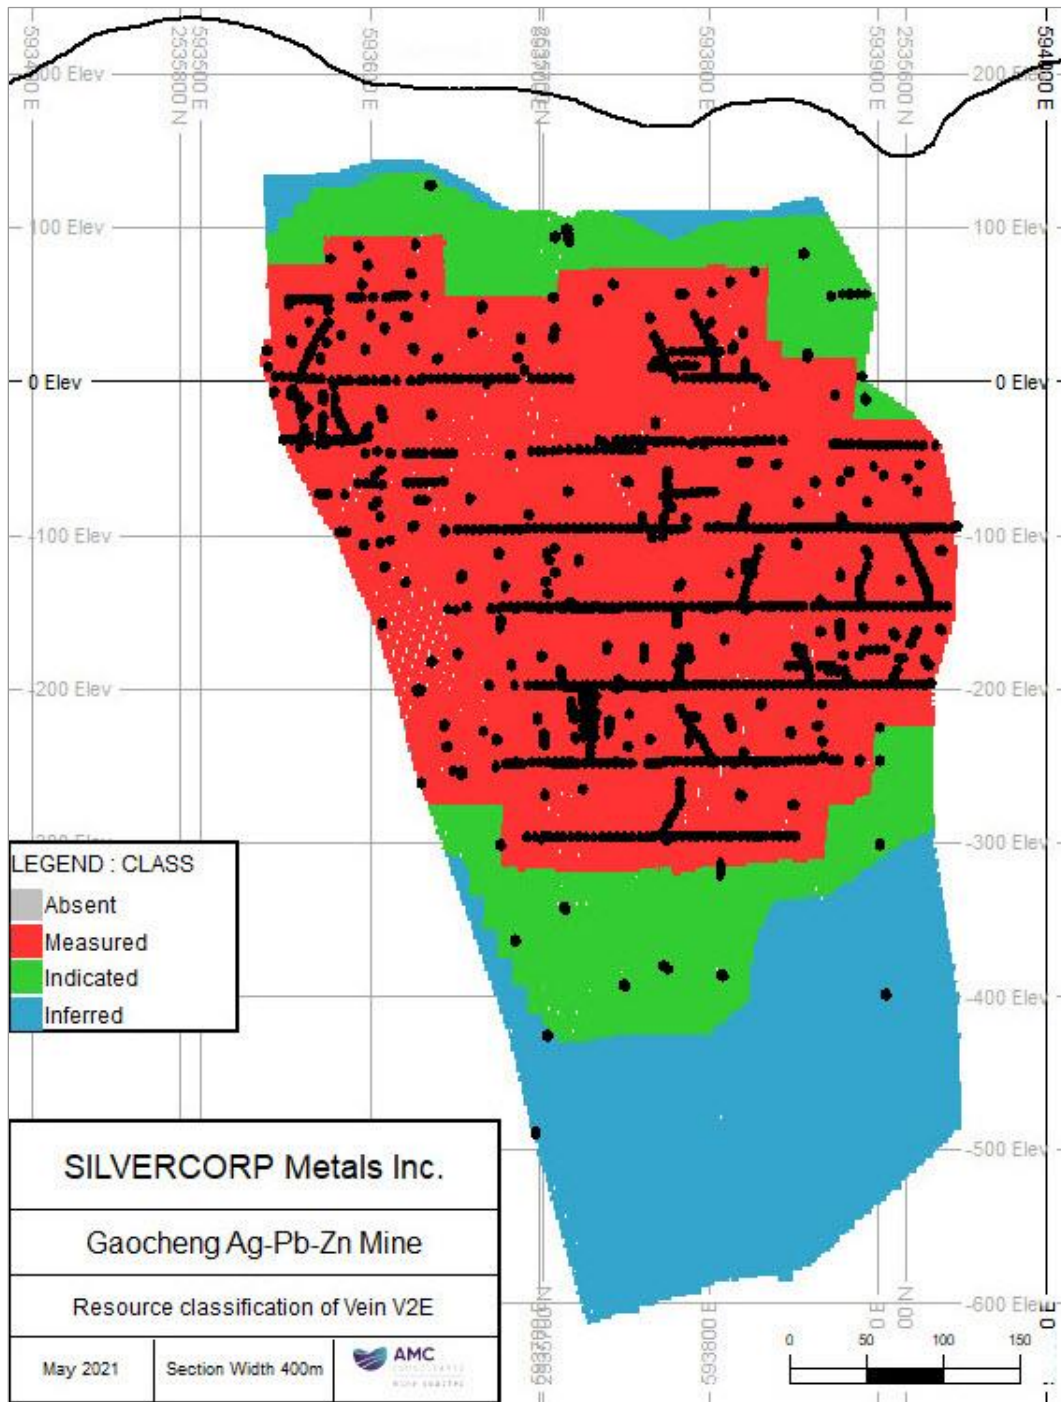 593500 E
2535800 N
593600 E
593800 E
593900 E
2535600 N
594000 E
200 Elev
100 Elev
100 Elev
0 Elev
0 Elev
-100 Elev
-100 Elev
-200 Elev
-200 Elev
-300 Elev
-400 Elev
-500 Elev
-600 Elev
LEGEND : CLASS
Absent
Measured
Indicated
Inferred
SILVERCORP Metals Inc.
Gaocheng Ag-Pb-Zn Mine
Resource classification of Vein V2E
May 2021
Section Width 400m
AMC
593800 E
0 50 100 150